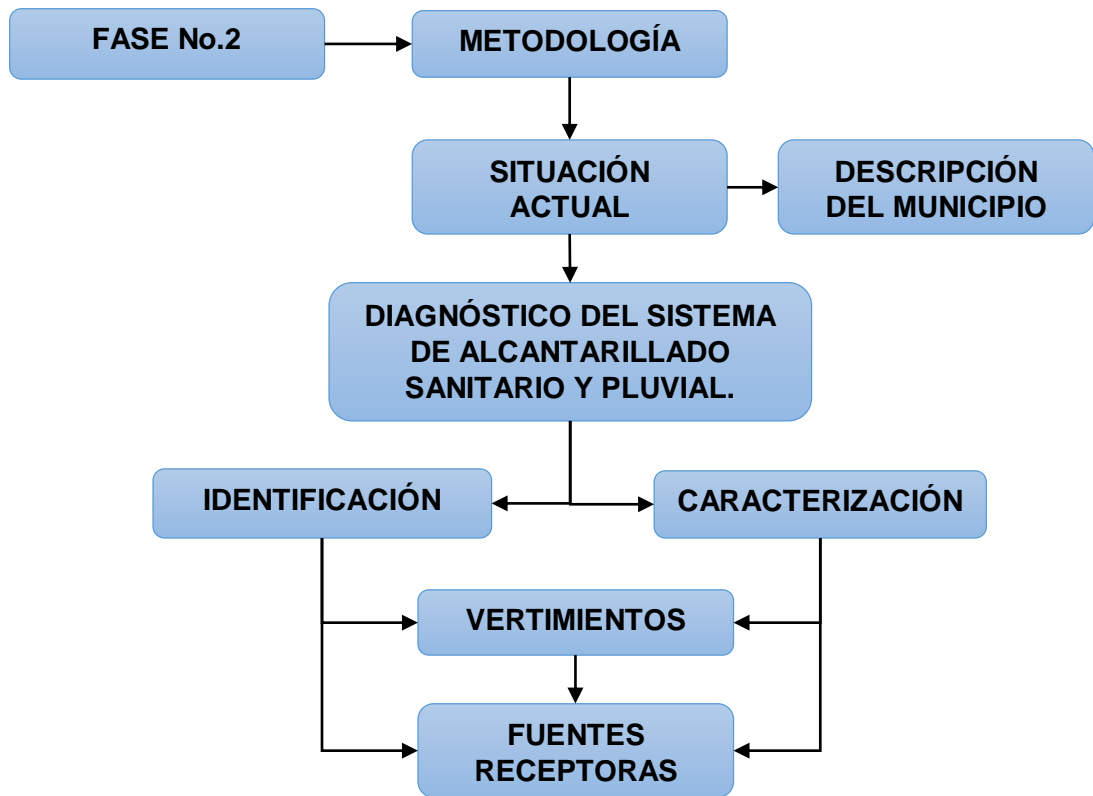 FASE No.2
METODOLOGÍA
SITUACIÓN
ACTUAL
DESCRIPCIÓN
DEL MUNICIPIO
DIAGNÓSTICO DEL SISTEMA
DE ALCANTARILLADO
SANITARIO Y PLUVIAL.
IDENTIFICACIÓN
CARACTERIZACIÓN
VERTIMIENTOS
FUENTES
RECEPTORAS